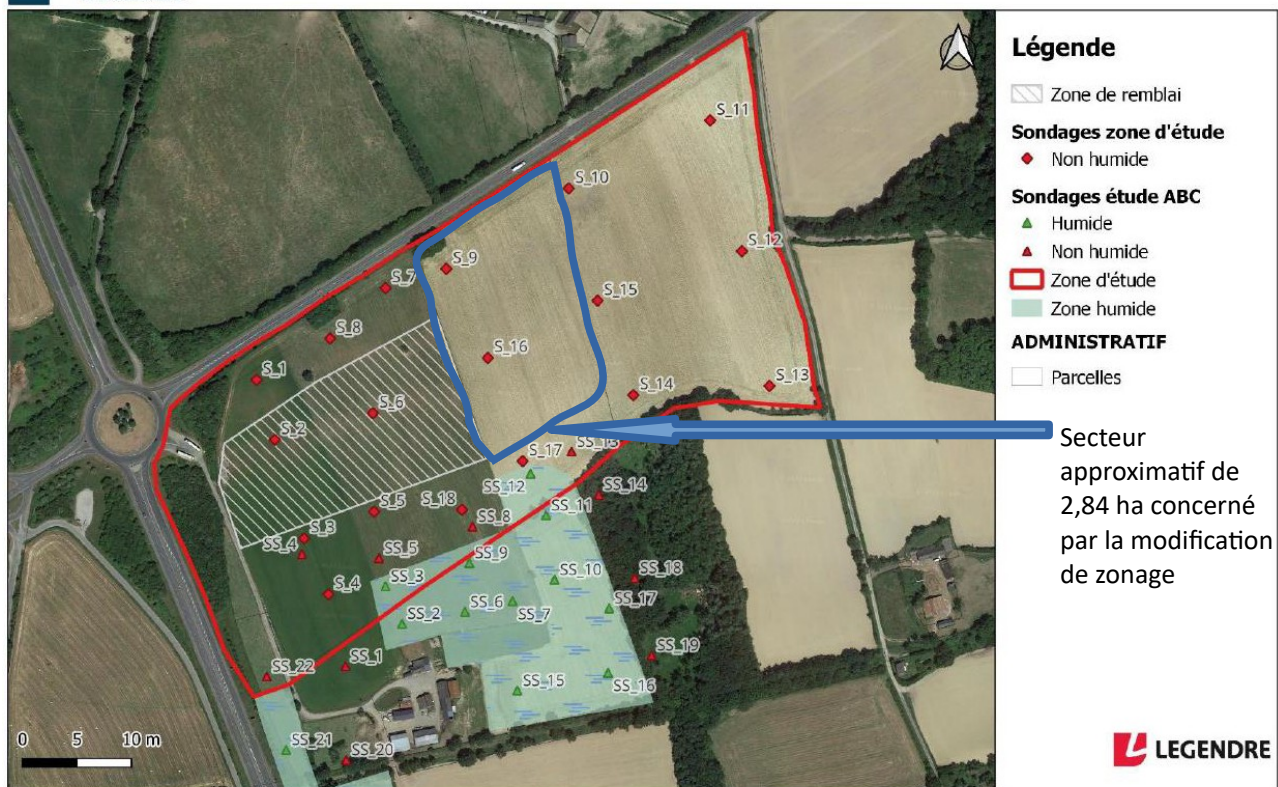 Légende
Zone de remblai
Sondages zone d'étude
Non humide
Sondages étude ABC
Humide
Non humide
Zone d'étude
Zone humide
ADMINISTRATIF
Parcelles
Secteur
approximatif de
2,84 ha concerné
par la modification
de zonage
LEGENDRE
S_11
S_10
S_12
S_9
S_7
S_15
S_8
S_16
S_1
S_14
S_13
S_6
S_2
S_17
SS_13
SS_12
SS_14
S_5
S_18
SS_11
SS_8
S_3
SS_4
SS_5
SS_9
SS_3
SS_10
SS_18
S_4
SS_2
SS_6
SS_7
SS_17
SS_1
SS_19
SS_22
SS_15
SS_16
SS_21
SS_20
0 5 10 m